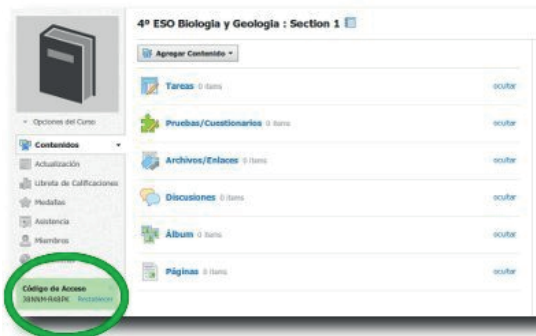 4º ESO Biologia y Geologia : Section 1
Agregar Contenido
Tareas 0 items ocultar
Pruebas/Cuestionarios 0 items ocultar
Archivos/Enlaces 0 items ocultar
Discusiones 0 items ocultar
Álbum 0 items ocultar
Páginas 0 items ocultar
Opciones del Curso
Contenidos
Actualización
Libreta de Calificaciones
Medallas
Asistencia
Miembros
Código de Acceso
Restablecer